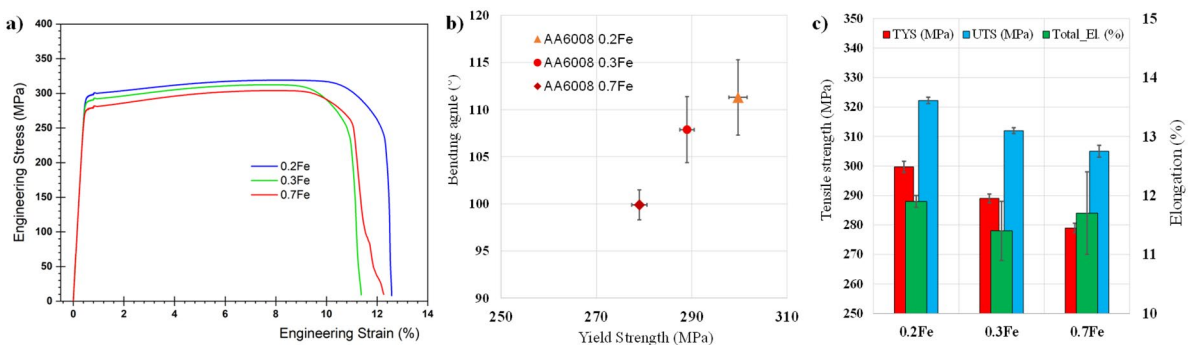 a)
400
350
300
250
200
150
100
50
0
0 2 4 6 8 10 12 14
Engineering Stress (MPa)
Engineering Strain (%)
0.2Fe
0.3Fe
0.7Fe
b)
120
115
110
105
100
95
90
250 270 290 310
Bending agnle (°)
Yield Strength (MPa)
AA6008 0.2Fe
AA6008 0.3Fe
AA6008 0.7Fe
c)
TYS (MPa) UTS (MPa) Total_El. (%)
350
340
330
320
310
300
290
280
270
260
250
Tensile strength (MPa)
0.2Fe 0.3Fe 0.7Fe
15
14
13
12
11
10
Elongation (%)